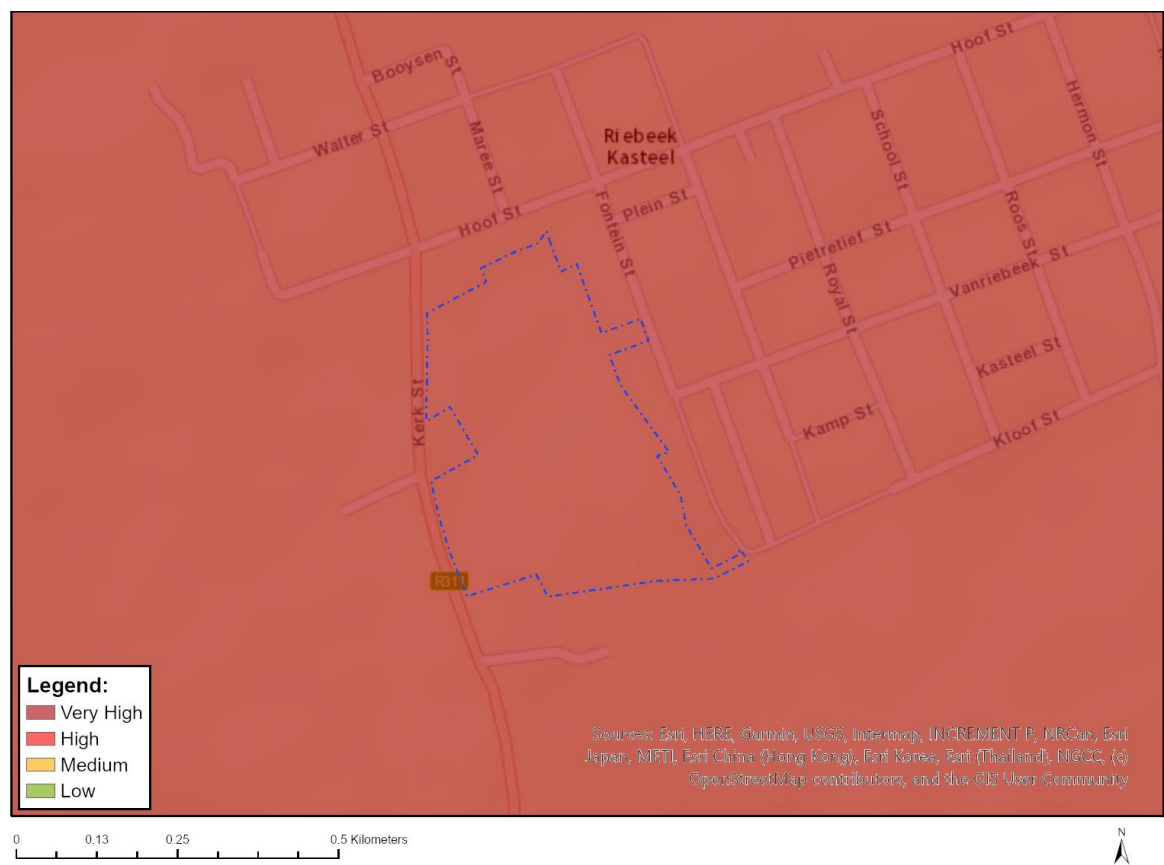 Hoof St
Booysen St
Hermon St
Walter St
Maree St
School St
Riebeek
Kasteel
Hoof St
Fontein St
Plein St
Pietretief St
Roos St
Vanriebeek St
Royal St
Kasteel St
Kerk St
Kamp St
Kloof St
R311
Legend:
Very High
High
Medium
Low
Sources: Esri, HERE, Garmin, USGS, Intermap, INCREMENT P, NRCan, Esri
Japan, METI, Esri China (Hong Kong), Esri Korea, Esri (Thailand), NGCC, (c)
OpenStreetMap contributors, and the GIS User Community
0 0.13 0.25 0.5 Kilometers
N